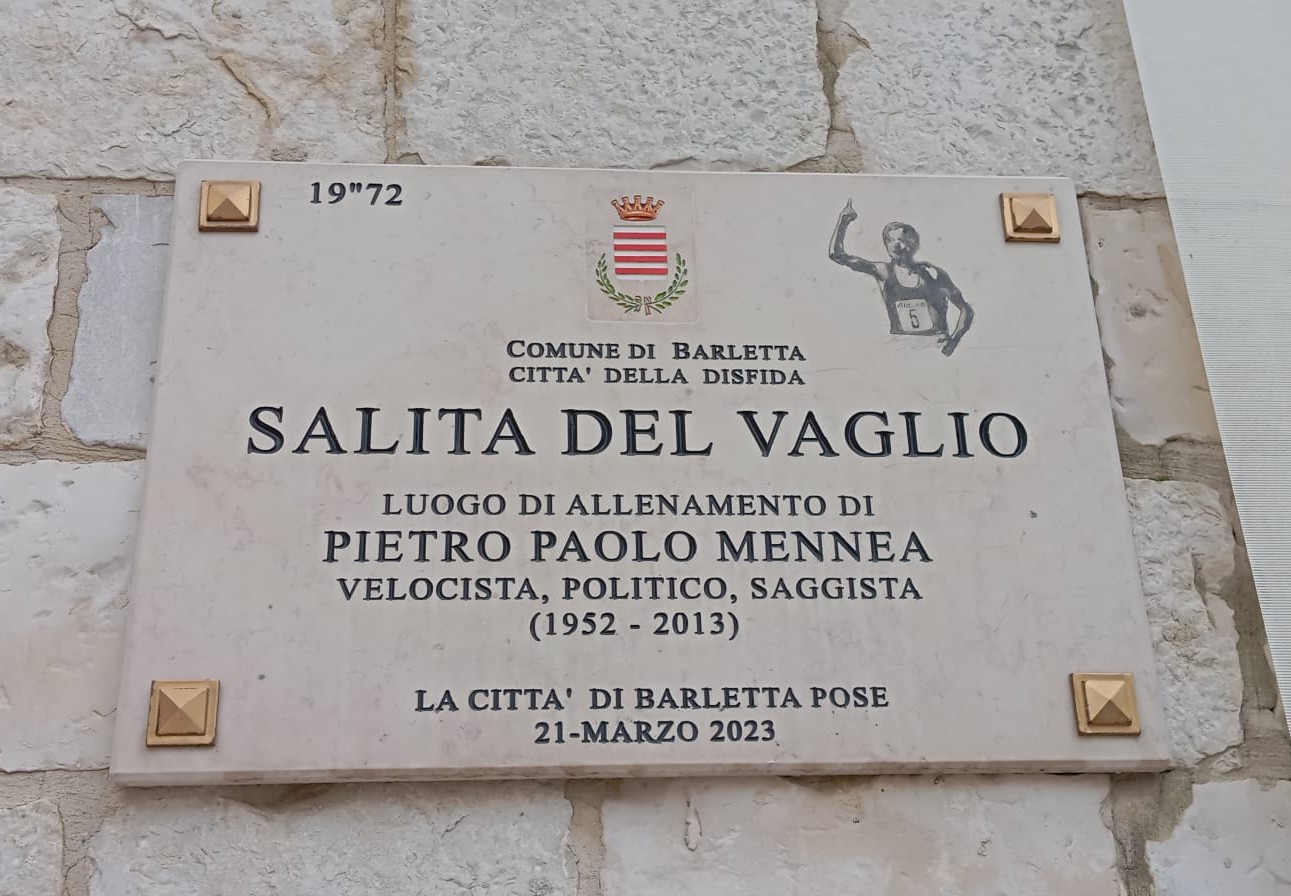 19"72
COMUNE DI BARLETTA
CITTA' DELLA DISFIDA
SALITA DEL VAGLIO
LUOGO DI ALLENAMENTO DI
PIETRO PAOLO MENNEA
VELOCISTA, POLITICO, SAGGISTA
(1952 - 2013)
LA CITTA' DI BARLETTA POSE
21-MARZO 2023
5